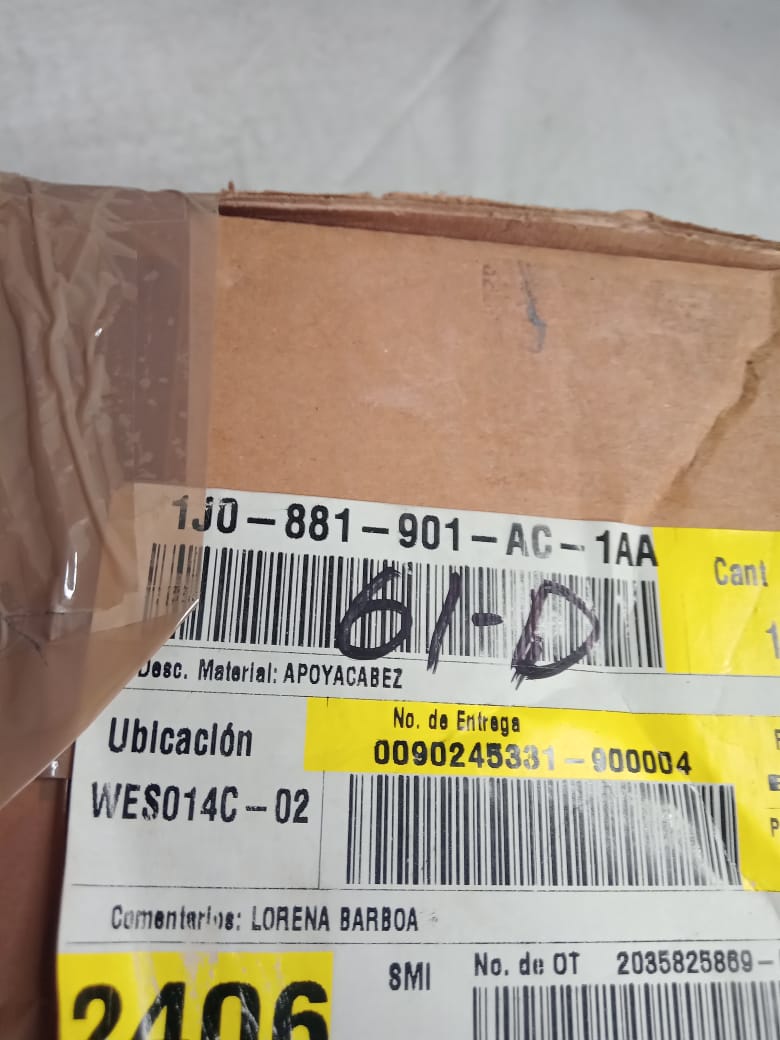 1J0-881-901-AC-1AA
Cant
1
61-D
Desc. Material: APOYACABEZ
No. de Entrega
Ubicación
0090245331-900004
WES014C-02
Comentarios: LORENA BARBOA
SMI No. de OT 2035825869-
2406